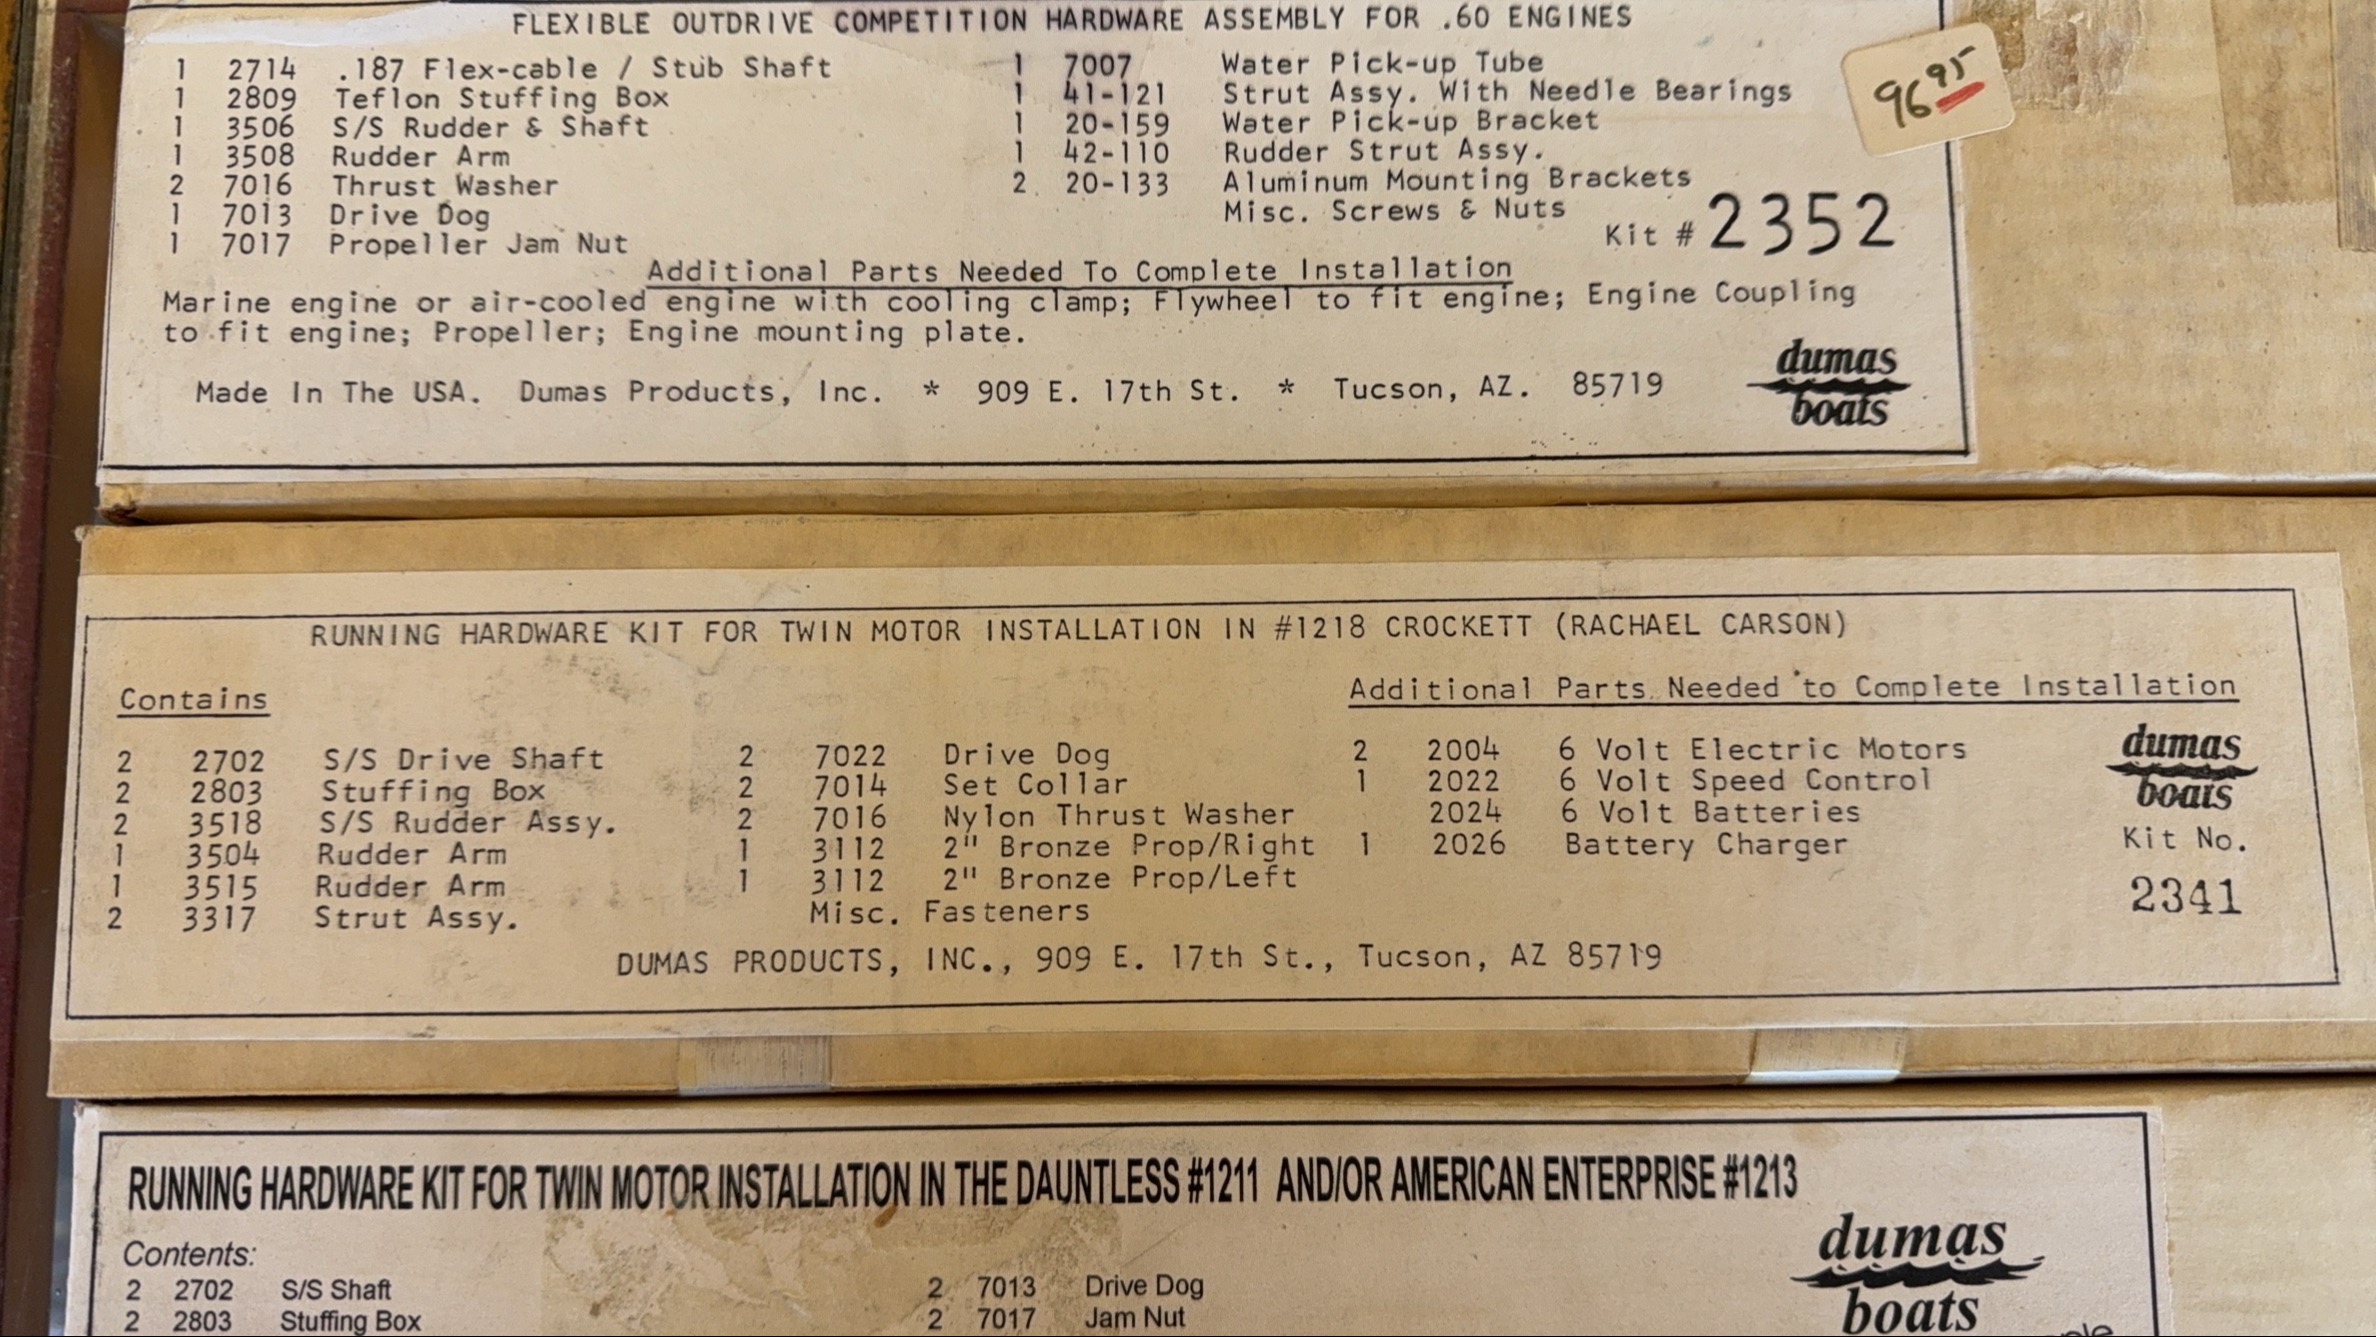 FLEXIBLE OUTDRIVE COMPETITION HARDWARE ASSEMBLY FOR .60 ENGINES
96 95
1 2714 .187 Flex-cable / Stub Shaft 1 7007 Water Pick-up Tube
1 2809 Teflon Stuffing Box 1 41-121 Strut Assy. With Needle Bearings
1 3506 S/S Rudder & Shaft 1 20-159 Water Pick-up Bracket
1 3508 Rudder Arm 1 42-110 Rudder Strut Assy.
2 7016 Thrust Washer 2 20-133 Aluminum Mounting Brackets
1 7013 Drive Dog Misc. Screws & Nuts
1 7017 Propeller Jam Nut Kit # 2352
Additional Parts Needed To Complete Installation
Marine engine or air-cooled engine with cooling clamp; Flywheel to fit engine; Engine Coupling
to fit engine; Propeller; Engine mounting plate.
Made In The USA. Dumas Products, Inc. * 909 E. 17th St. * Tucson, AZ. 85719
dumas
boats
RUNNING HARDWARE KIT FOR TWIN MOTOR INSTALLATION IN #1218 CROCKETT (RACHAEL CARSON)
Contains Additional Parts Needed to Complete Installation
2 2702 S/S Drive Shaft 2 7022 Drive Dog 2 2004 6 Volt Electric Motors
2 2803 Stuffing Box 2 7014 Set Collar 1 2022 6 Volt Speed Control
2 3518 S/S Rudder Assy. 2 7016 Nylon Thrust Washer 2024 6 Volt Batteries
1 3504 Rudder Arm 1 3112 2" Bronze Prop/Right 1 2026 Battery Charger
1 3515 Rudder Arm 1 3112 2" Bronze Prop/Left
2 3317 Strut Assy. Misc. Fasteners
dumas
boats
Kit No.
2341
DUMAS PRODUCTS, INC., 909 E. 17th St., Tucson, AZ 85719
RUNNING HARDWARE KIT FOR TWIN MOTOR INSTALLATION IN THE DAUNTLESS #1211 AND/OR AMERICAN ENTERPRISE #1213
Contents:
2 2702 S/S Shaft 2 7013 Drive Dog
2 2803 Stuffing Box 2 7017 Jam Nut
dumas
boats